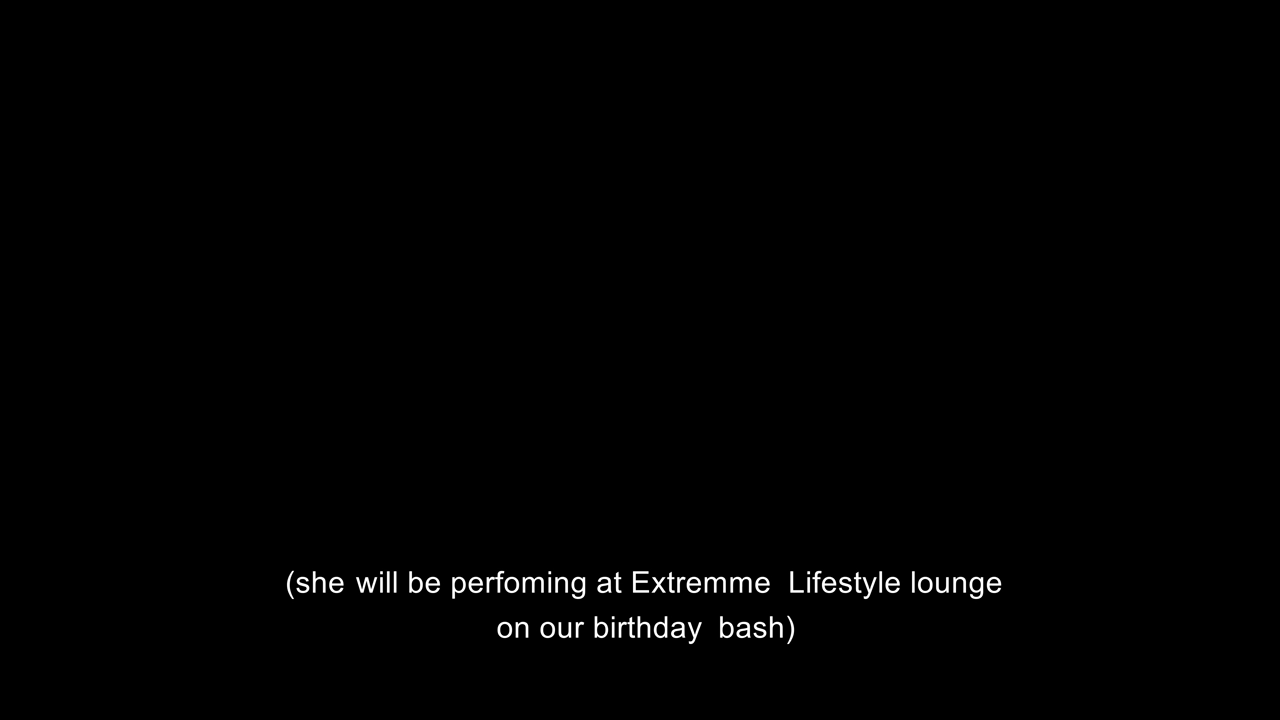 (she will be perfoming at Extremme  Lifestyle lounge
on our birthday  bash)